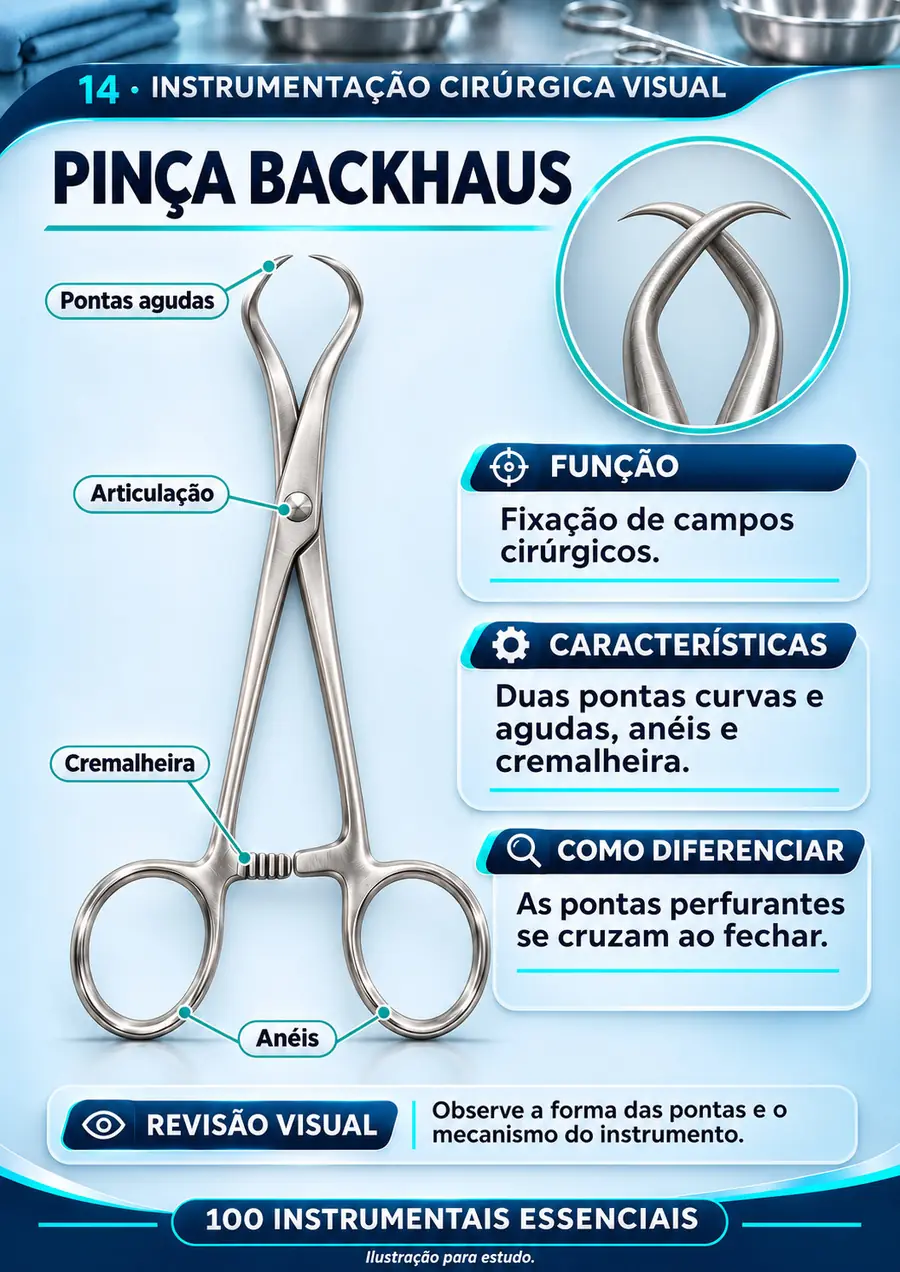 14 • INSTRUMENTAÇÃO CIRÚRGICA VISUAL
PINÇA BACKHAUS
Pontas agudas
Articulação
Cremalheira
Anéis
FUNÇÃO
Fixação de campos
cirúrgicos.
CARACTERÍSTICAS
Duas pontas curvas e
agudas, anéis e
cremalheira.
COMO DIFERENCIAR
As pontas perfurantes
se cruzam ao fechar.
REVISÃO VISUAL
Observe a forma das pontas e o
mecanismo do instrumento.
100 INSTRUMENTAIS ESSENCIAIS
Ilustração para estudo.